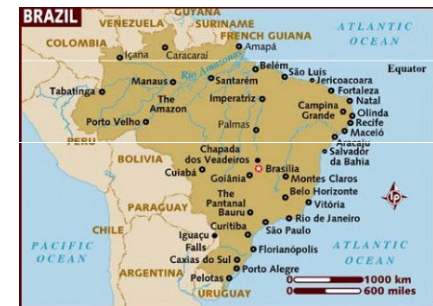 BRAZIL
GUYANA
VENEZUELA
SURINAME
FRENCH GUIANA
COLOMBIA
ATLANTIC
OCEAN
Amapá
Caracaraí
Içana
Rio Amazonas
Equator
Belém
São Luís
Jericoacoara
Fortaleza
Natal
Olinda
Recife
Maceió
Aracaju
Salvador
da Bahia
Manaus
Santarém
Tabatinga
The
Amazon
Imperatriz
Campina
Grande
Porto Velho
Palmas
PERU
BOLIVIA
Chapada
dos Veadeiros
Cuiabá
Brasília
Goiânia
Montes Claros
The
Pantanal
Belo Horizonte
Vitória
Bauru
Rio de Janeiro
PARAGUAY
São Paulo
CHILE
Curitiba
Iguaçu
Falls
Florianópolis
PACIFIC
OCEAN
ATLANTIC
OCEAN
Caxias do Sul
Porto Alegre
ARGENTINA
Pelotas
URUGUAY
0 1000 km
0 600 miles